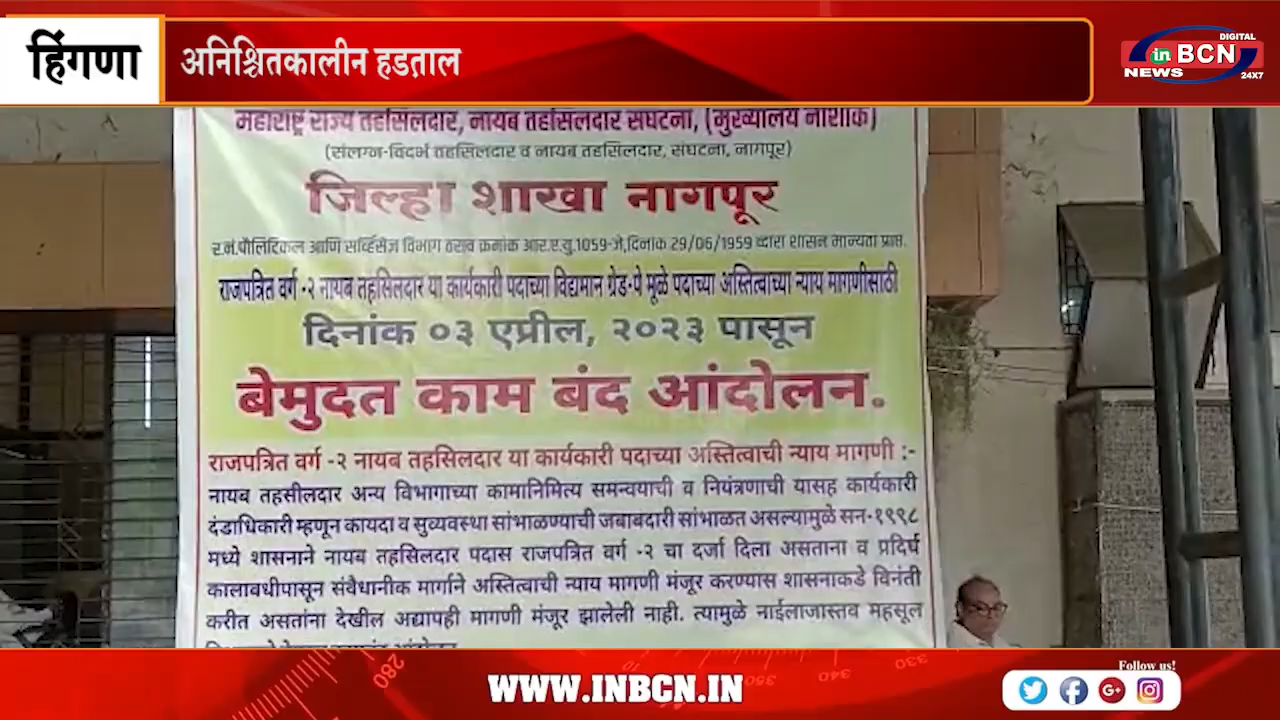 हिंगणा
अनिश्चितकालीन हडताल
DIGITAL
in BCN
NEWS 24X7
महाराष्ट्र राज्य तहसिलदार, नायब तहसिलदार संघटना, (मुख्यालय नाशिक)
(संलग्न-विदर्भ तहसिलदार व नायब तहसिलदार, संघटना, नागपूर)
जिल्हा शाखा नागपूर
र.नं.पौलिटिकल आणि सर्व्हिसेज विभाग ठराव क्रमांक आर.ए.यु.1059-जे,दिनांक 29/06/1959 व्दारा शासन मान्यता प्राप्त.
राजपत्रित वर्ग -२ नायब तहसिलदार या कार्यकारी पदाच्या विद्यमान ग्रेड-पे मूळे पदाच्या अस्तित्वाच्या न्याय मागणीसाठी
दिनांक ०३ एप्रील, २०२३ पासून
बेमुदत काम बंद आंदोलन.
राजपत्रित वर्ग -२ नायब तहसिलदार या कार्यकारी पदाच्या अस्तित्वाची न्याय मागणी :-
नायब तहसीलदार अन्य विभागाच्या कामानिमित्य समन्वयाची व नियंत्रणाची यासह कार्यकारी
दंडाधिकारी म्हणून कायदा व सुव्यवस्था सांभाळण्याची जबाबदारी सांभाळत असल्यामुळे सन-१९९८
मध्ये शासनाने नायब तहसिलदार पदास राजपत्रित वर्ग -२ चा दर्जा दिला असताना व प्रदिर्घ
कालावधीपासून संवैधानीक मार्गाने अस्तित्वाची न्याय मागणी मंजूर करण्यास शासनाकडे विनंती
करीत असतांना देखील अद्यापही मागणी मंजूर झालेली नाही. त्यामुळे नाईलाजास्तव महसूल
WWW.INBCN.IN
Follow us!